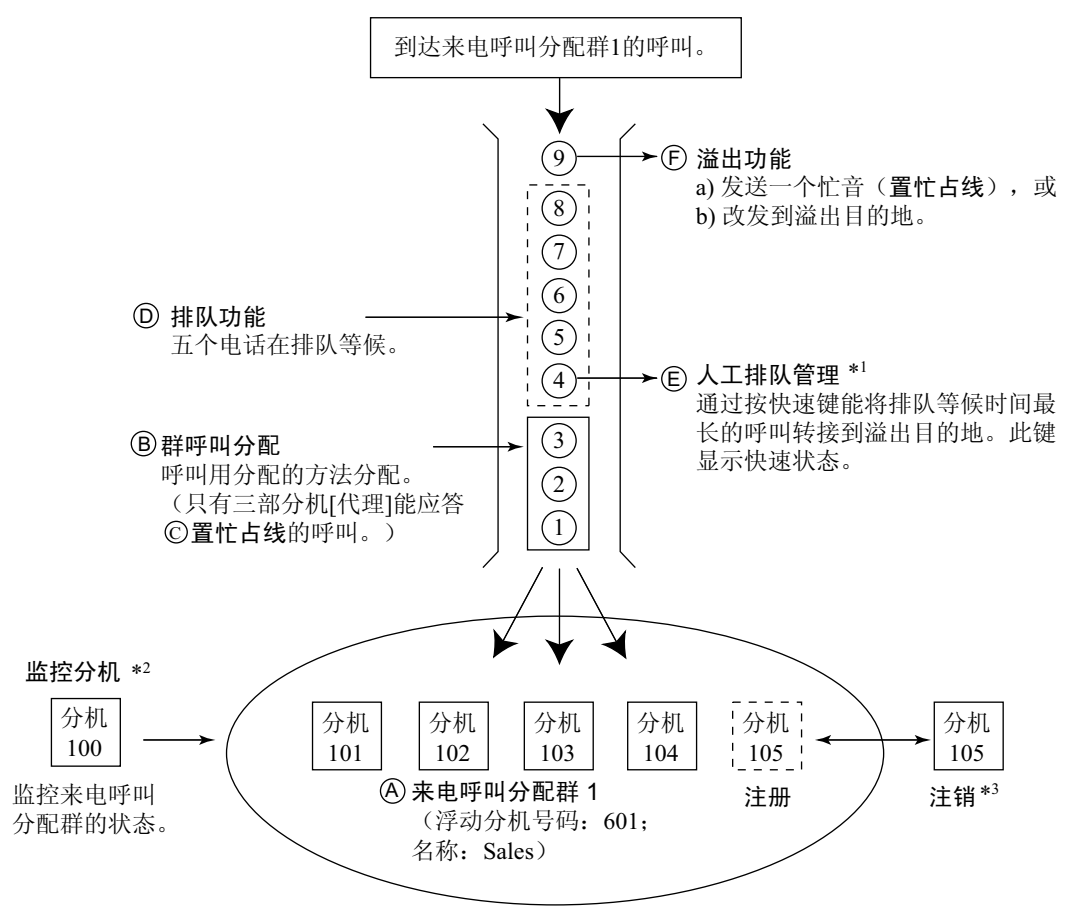 到达来电呼叫分配群1的呼叫。
9
Ⓕ 溢出功能
a) 发送一个忙音（置忙占线），或
b) 改发到溢出目的地。
8
7
6
5
4
Ⓓ 排队功能
五个电话在排队等候。
Ⓔ 人工排队管理 *1
通过按快速键能将排队等候时间最
长的呼叫转接到溢出目的地。此键
显示快速状态。
Ⓑ 群呼叫分配
呼叫用分配的方法分配。
（只有三部分机[代理]能应答
Ⓒ置忙占线的呼叫。）
3
2
1
监控分机 *2
分机
100
监控来电呼叫
分配群的状态。
分机
101
分机
102
分机
103
分机
104
分机
105
注册
分机
105
注销*3
Ⓐ 来电呼叫分配群 1
（浮动分机号码：601；
名称：Sales）